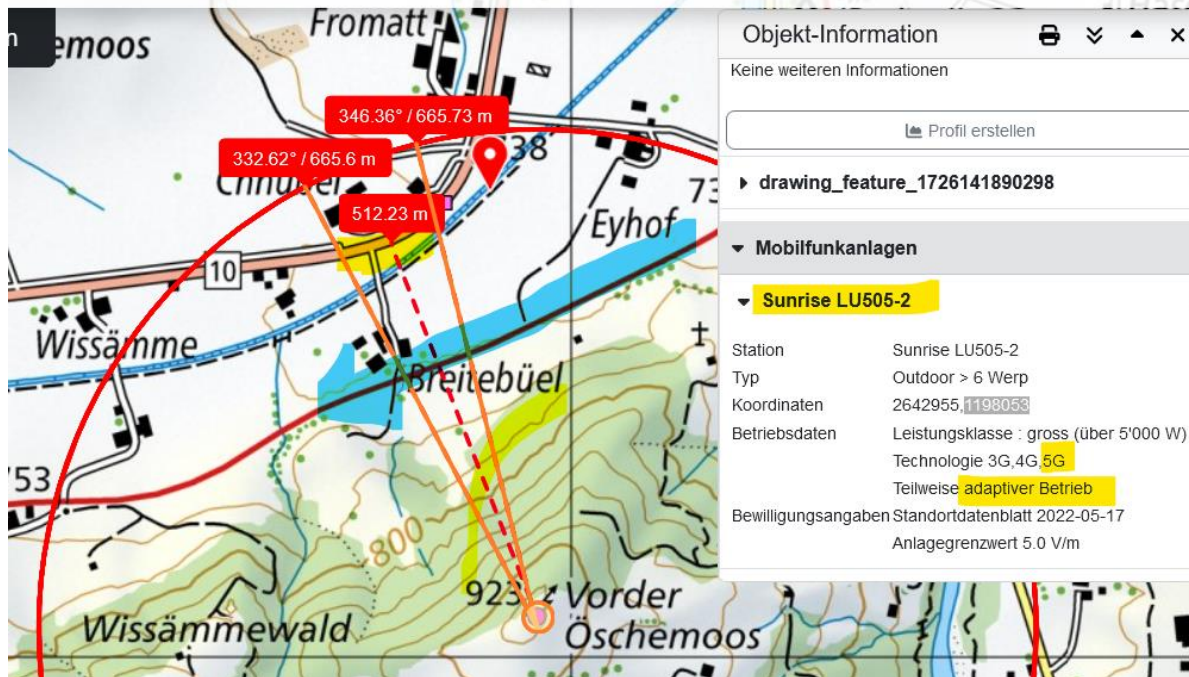 Fromatt
emoos
346.36° / 665.73 m
738
332.62° / 665.6 m
Chnubel
512.23 m
Eyhof
10
Wissämme
Breitebüel
53
800
923
Vorder
Öschemoos
Wissämmewald
Objekt-Information
Keine weiteren Informationen
Profil erstellen
drawing_feature_1726141890298
Mobilfunkanlagen
Sunrise LU505-2
Station Sunrise LU505-2
Typ Outdoor > 6 Werp
Koordinaten 2642955,1198053
Betriebsdaten Leistungsklasse : gross (über 5'000 W)
Technologie 3G,4G,5G
Teilweise adaptiver Betrieb
Bewilligungsangaben Standortdatenblatt 2022-05-17
Anlagegrenzwert 5.0 V/m